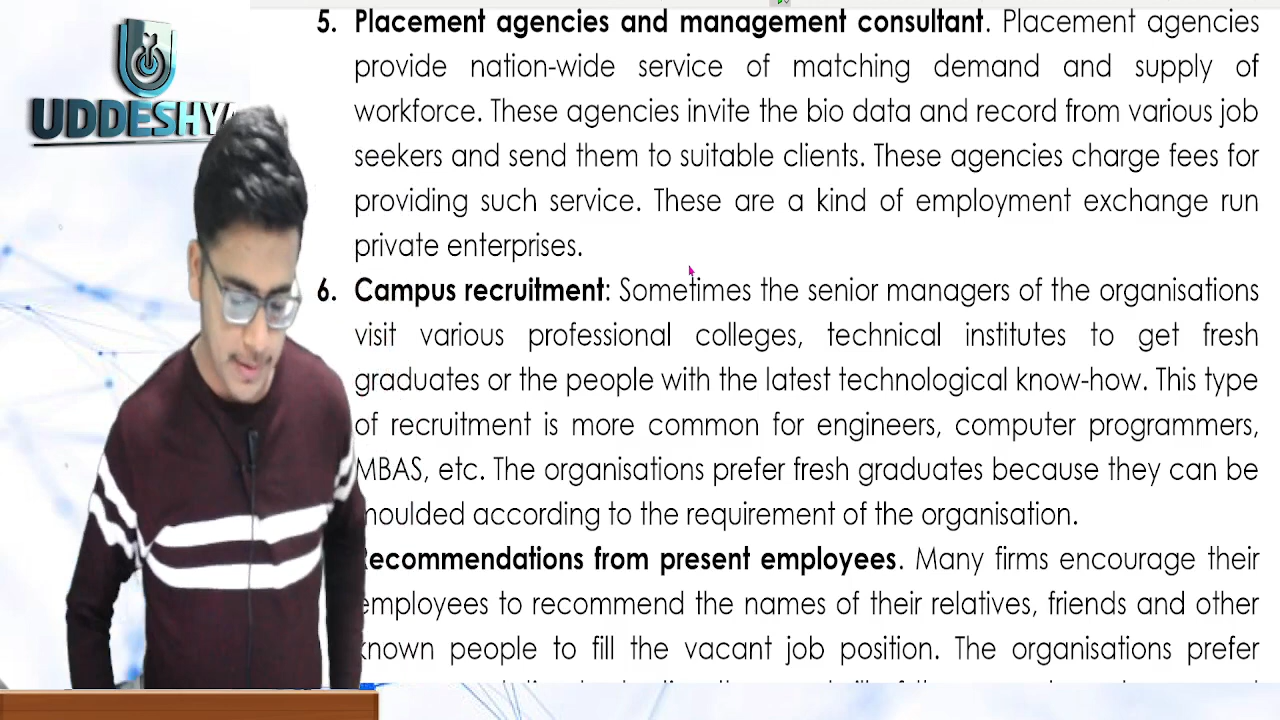 UDDESHYA
5. Placement agencies and management consultant. Placement agencies
provide nation-wide service of matching demand and supply of
workforce. These agencies invite the bio data and record from various job
seekers and send them to suitable clients. These agencies charge fees for
providing such service. These are a kind of employment exchange run
private enterprises.
6. Campus recruitment: Sometimes the senior managers of the organisations
visit various professional colleges, technical institutes to get fresh
graduates or the people with the latest technological know-how. This type
of recruitment is more common for engineers, computer programmers,
MBAS, etc. The organisations prefer fresh graduates because they can be
moulded according to the requirement of the organisation.
Recommendations from present employees. Many firms encourage their
employees to recommend the names of their relatives, friends and other
known people to fill the vacant job position. The organisations prefer